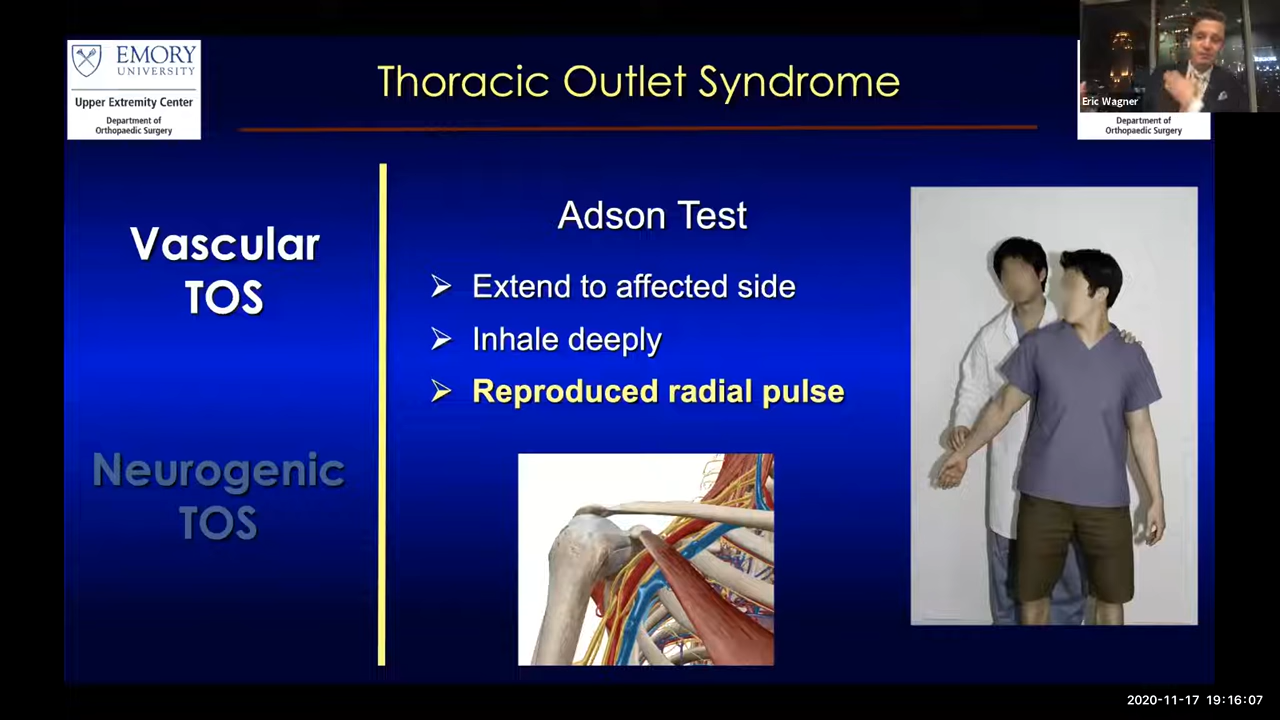 EMORY
UNIVERSITY
Upper Extremity Center
Department of
Orthopaedic Surgery
Thoracic Outlet Syndrome
Eric Wagner
Department of
Orthopaedic Surgery
Vascular
TOS
Neurogenic
TOS
Adson Test
➢ Extend to affected side
➢ Inhale deeply
➢ Reproduced radial pulse
2020-11-17 19:16:07